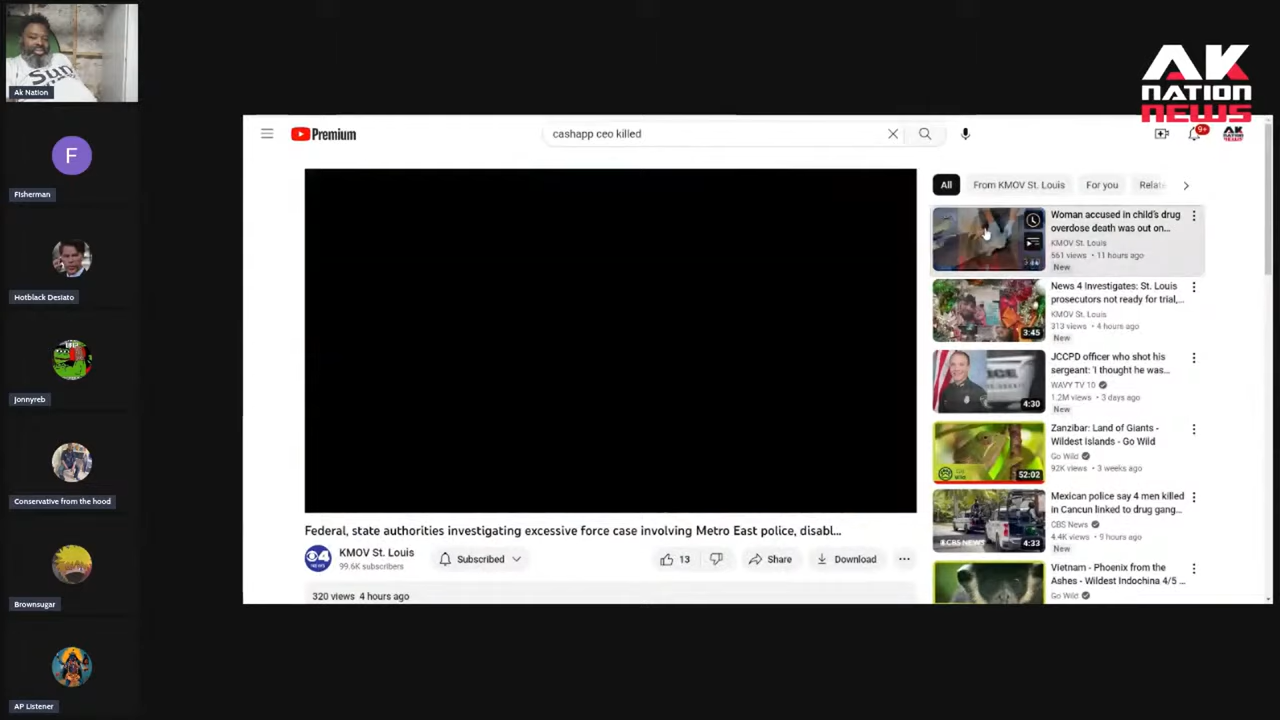 Sun
Ak Nation
F
Fisherman
Hotblack Desiato
Jonnyreb
Conservative from the hood
Brownsugar
AP Listener
AK
NATION
NEWS
Premium
cashapp ceo killed
9+
All
From KMOV St. Louis
For you
Relate
Woman accused in child's drug
overdose death was out on...
KMOV St. Louis
561 views • 11 hours ago
New
News 4 Investigates: St. Louis
prosecutors not ready for trial,...
KMOV St. Louis
313 views • 4 hours ago
New
3:45
JCCPD officer who shot his
sergeant: 'I thought he was...
WAVY TV 10
1.2M views • 3 days ago
New
4:30
Zanzibar: Land of Giants -
Wildest Islands - Go Wild
Go Wild
92K views • 3 weeks ago
52:02
Mexican police say 4 men killed
in Cancun linked to drug gang...
CBS News
4.4K views • 9 hours ago
New
CBS NEWS
4:33
Vietnam - Phoenix from the
Ashes - Wildest Indochina 4/5 ...
Go Wild
Federal, state authorities investigating excessive force case involving Metro East police, disabl...
KMOV St. Louis
99.6K subscribers
Subscribed
13
Share
Download
320 views 4 hours ago